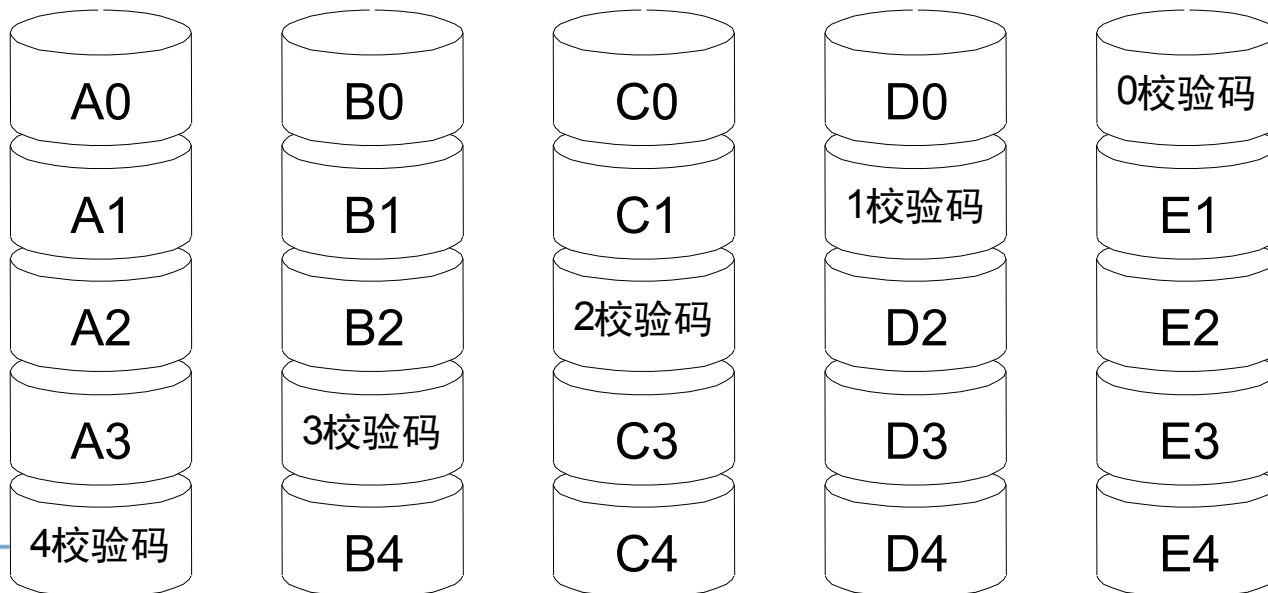 A0 B0 C0 D0 0校验码
A1 B1 C1 1校验码 E1
A2 B2 2校验码 D2 E2
A3 3校验码 C3 D3 E3
4校验码 B4 C4 D4 E4